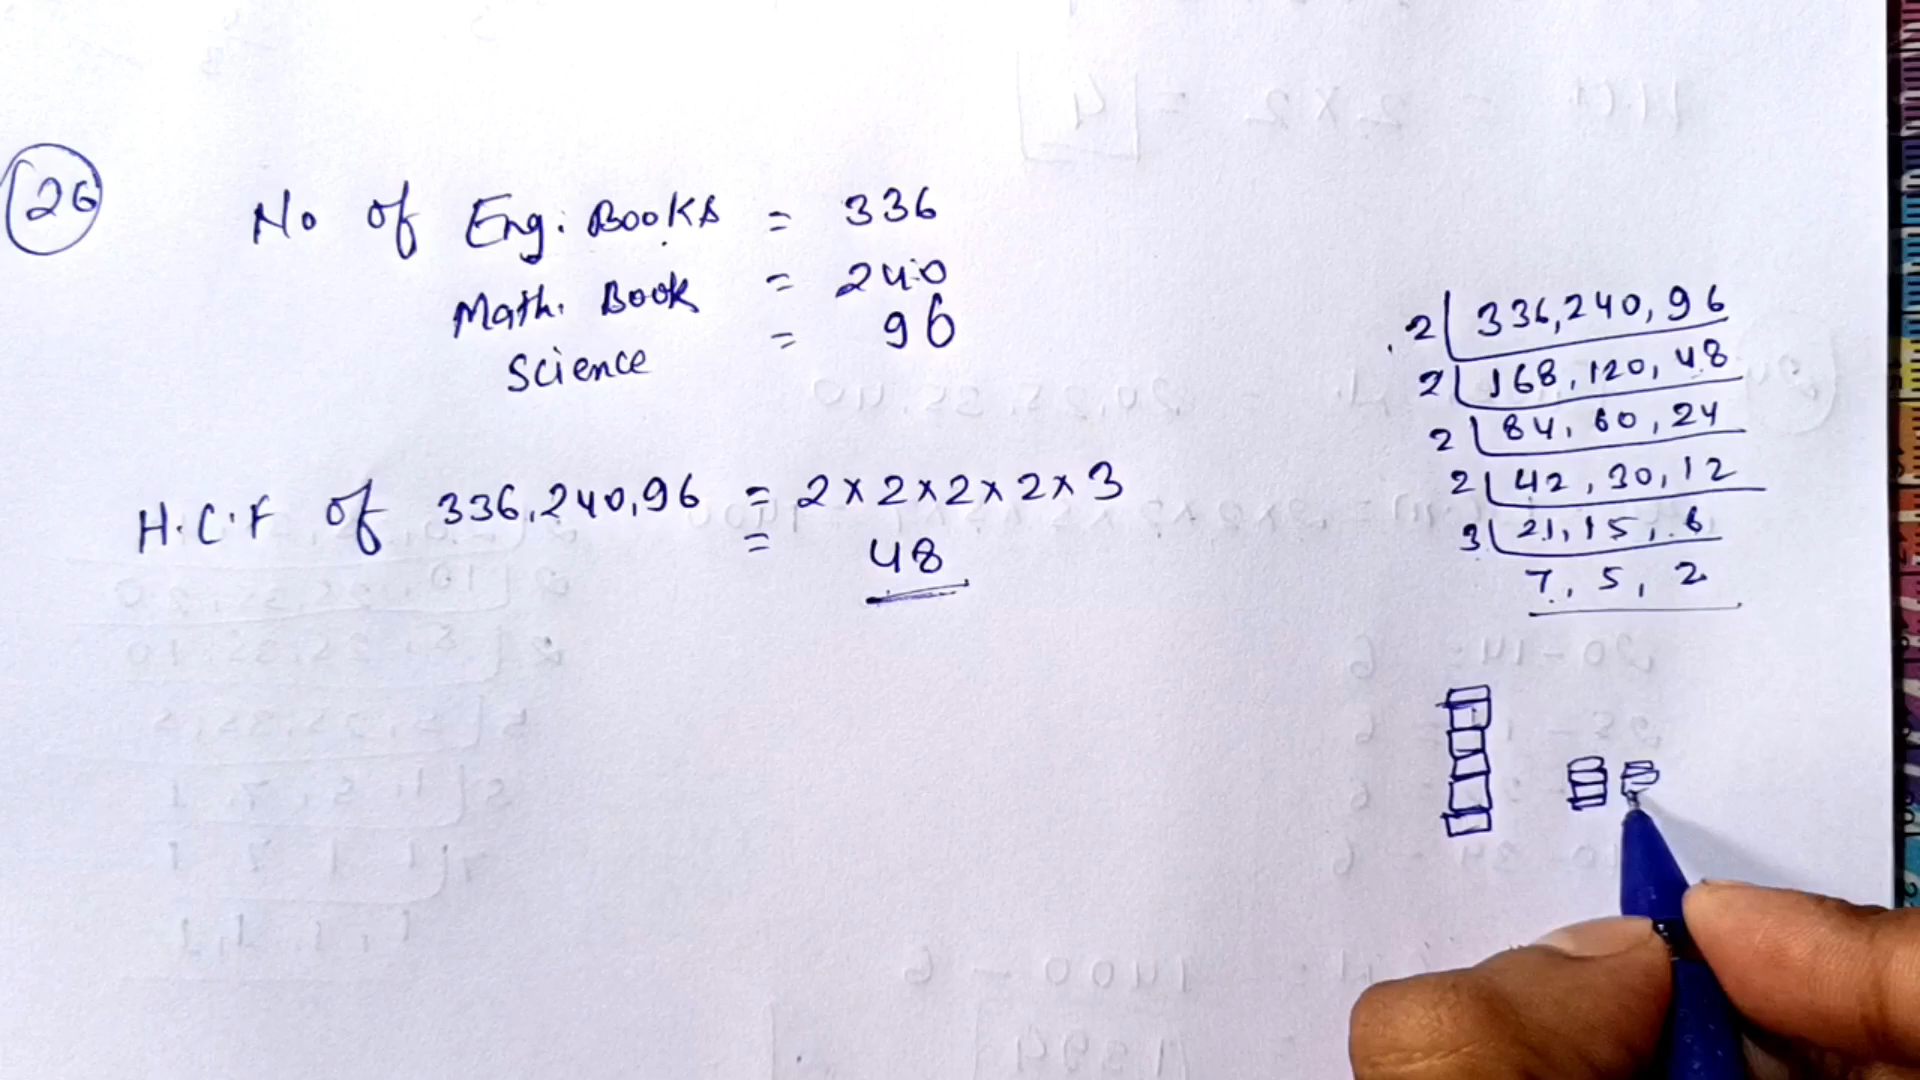 26
No of Eng. Books = 336
Math. Book = 240
Science = 96
H.C.F of 336,240,96 = 2×2×2×2×3
= 48
2 | 336,240,96
2 | 168,120,48
2 | 84,60,24
2 | 42,30,12
3 | 21,15,6
7,5,2